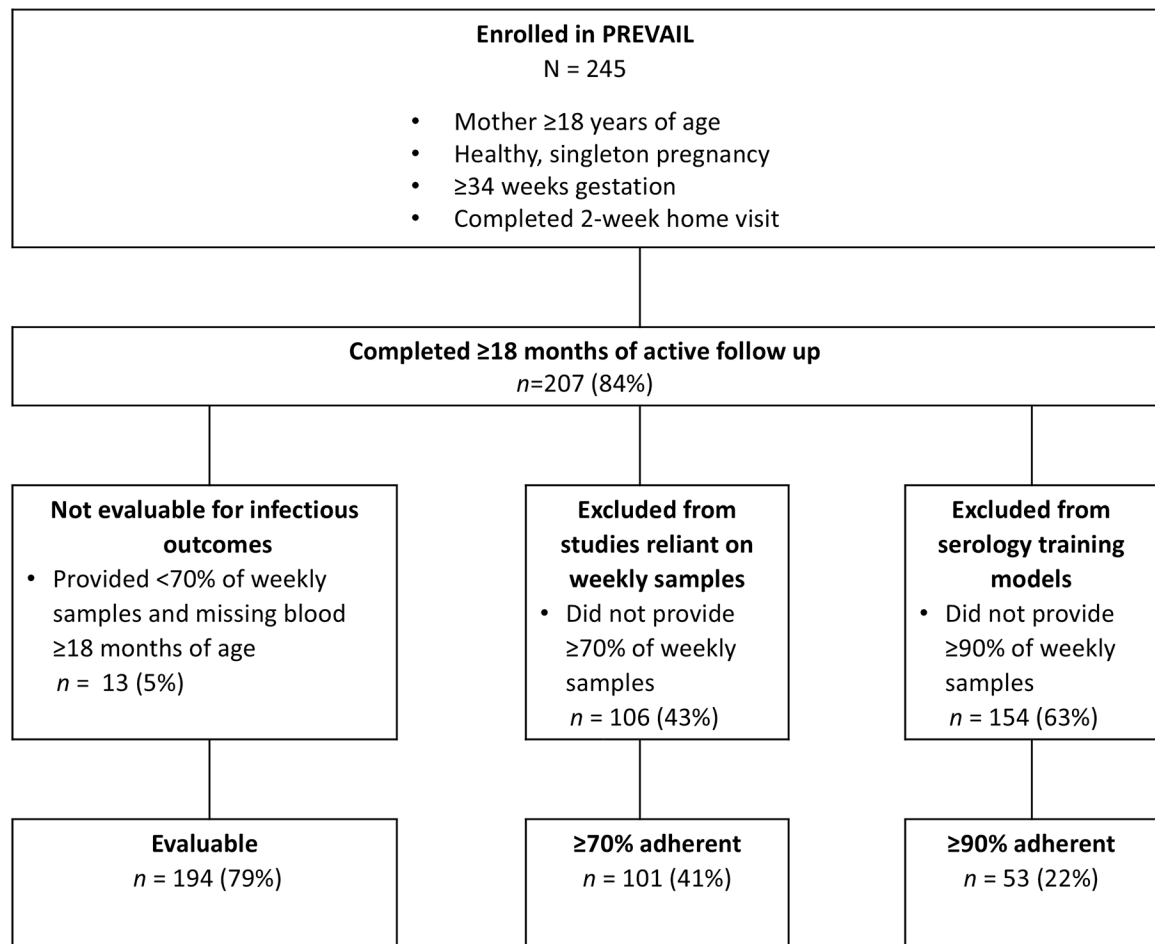 Enrolled in PREVAIL
N = 245
• Mother ≥18 years of age
• Healthy, singleton pregnancy
• ≥34 weeks gestation
• Completed 2-week home visit
Completed ≥18 months of active follow up
n=207 (84%)
Not evaluable for infectious
outcomes
• Provided <70% of weekly
samples and missing blood
≥18 months of age
n = 13 (5%)
Excluded from
studies reliant on
weekly samples
• Did not provide
≥70% of weekly
samples
n = 106 (43%)
Excluded from
serology training
models
• Did not provide
≥90% of weekly
samples
n = 154 (63%)
Evaluable
n = 194 (79%)
≥70% adherent
n = 101 (41%)
≥90% adherent
n = 53 (22%)